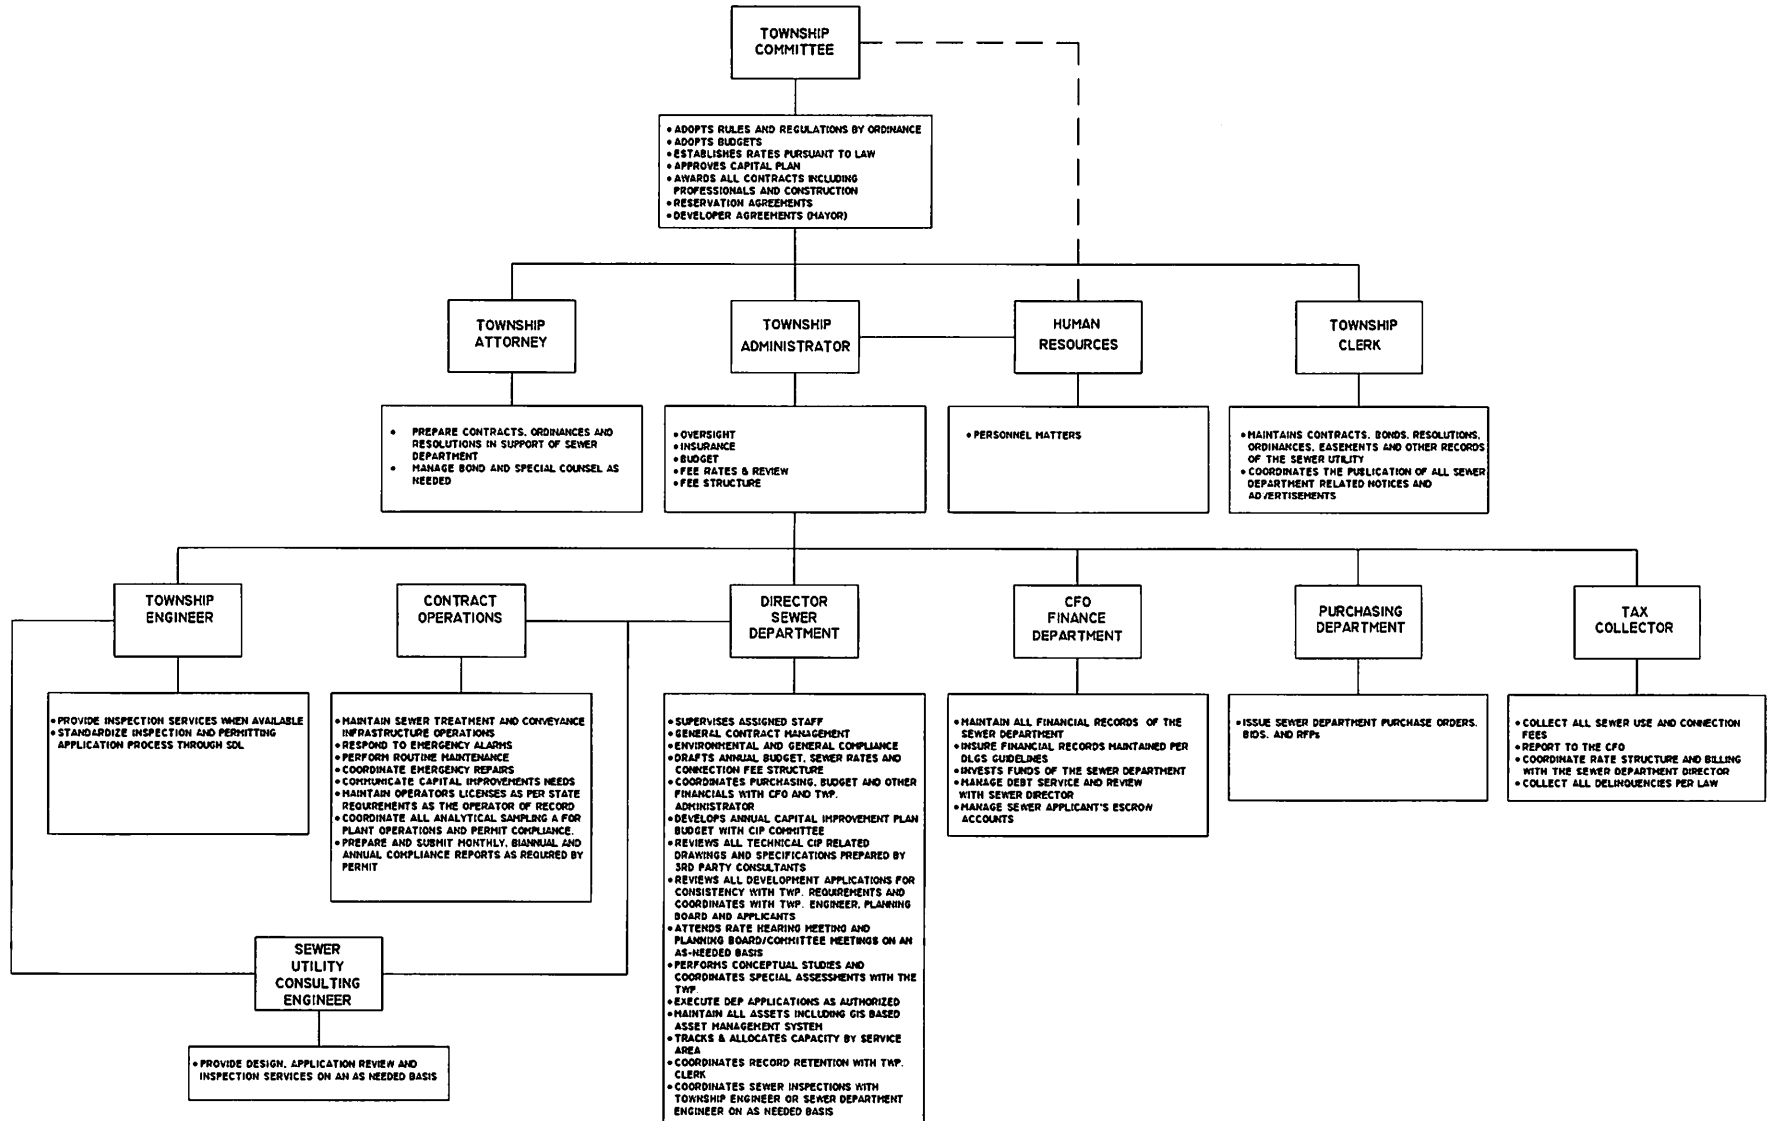 TOWNSHIP
COMMITTEE
• ADOPTS RULES AND REGULATIONS BY ORDINANCE
• ADOPTS BUDGETS
• ESTABLISHES RATES PURSUANT TO LAW
• APPROVES CAPITAL PLAN
• AWARDS ALL CONTRACTS INCLUDING
PROFESSIONALS AND CONSTRUCTION
• RESERVATION AGREEMENTS
• DEVELOPER AGREEMENTS (MAYOR)
TOWNSHIP
ATTORNEY
• PREPARE CONTRACTS, ORDINANCES AND
RESOLUTIONS IN SUPPORT OF SEWER
DEPARTMENT
• MANAGE BOND AND SPECIAL COUNSEL AS
NEEDED
TOWNSHIP
ADMINISTRATOR
• OVERSIGHT
• INSURANCE
• BUDGET
• FEE RATES & REVIEW
• FEE STRUCTURE
HUMAN
RESOURCES
• PERSONNEL MATTERS
TOWNSHIP
CLERK
• MAINTAINS CONTRACTS, BONDS, RESOLUTIONS,
ORDINANCES, EASEMENTS AND OTHER RECORDS
OF THE SEWER UTILITY
• COORDINATES THE PUBLICATION OF ALL SEWER
DEPARTMENT RELATED NOTICES AND
ADVERTISEMENTS
TOWNSHIP
ENGINEER
• PROVIDE INSPECTION SERVICES WHEN AVAILABLE
• STANDARDIZE INSPECTION AND PERMITTING
APPLICATION PROCESS THROUGH SDL
CONTRACT
OPERATIONS
• MAINTAIN SEWER TREATMENT AND CONVEYANCE
INFRASTRUCTURE OPERATIONS
• RESPOND TO EMERGENCY ALARMS
• PERFORM ROUTINE MAINTENANCE
• COORDINATE EMERGENCY REPAIRS
• COMMUNICATE CAPITAL IMPROVEMENTS NEEDS
• MAINTAIN OPERATORS LICENSES AS PER STATE
REQUIREMENTS AS THE OPERATOR OF RECORD
• COORDINATE ALL ANALYTICAL SAMPLING A FOR
PLANT OPERATIONS AND PERMIT COMPLIANCE.
• PREPARE AND SUBMIT MONTHLY, BIANNUAL AND
ANNUAL COMPLIANCE REPORTS AS REQUIRED BY
PERMIT
DIRECTOR
SEWER
DEPARTMENT
• SUPERVISES ASSIGNED STAFF
• GENERAL CONTRACT MANAGEMENT
• ENVIRONMENTAL AND GENERAL COMPLIANCE
• DRAFTS ANNUAL BUDGET, SEWER RATES AND
CONNECTION FEE STRUCTURE
• COORDINATES PURCHASING, BUDGET AND OTHER
FINANCIALS WITH CFO AND TWP.
ADMINISTRATOR
• DEVELOPS ANNUAL CAPITAL IMPROVEMENT PLAN
BUDGET WITH CIP COMMITTEE
• REVIEWS ALL TECHNICAL CIP RELATED
DRAWINGS AND SPECIFICATIONS PREPARED BY
3RD PARTY CONSULTANTS
• REVIEWS ALL DEVELOPMENT APPLICATIONS FOR
CONSISTENCY WITH TWP. REQUIREMENTS AND
COORDINATES WITH TWP. ENGINEER, PLANNING
BOARD AND APPLICANTS
• ATTENDS RATE HEARING MEETING AND
PLANNING BOARD/COMMITTEE MEETINGS ON AN
AS-NEEDED BASIS
• PERFORMS CONCEPTUAL STUDIES AND
COORDINATES SPECIAL ASSESSMENTS WITH THE
TWP.
• EXECUTE DEP APPLICATIONS AS AUTHORIZED
• MAINTAIN ALL ASSETS INCLUDING GIS BASED
ASSET MANAGEMENT SYSTEM
• TRACKS & ALLOCATES CAPACITY BY SERVICE
AREA
• COORDINATES RECORD RETENTION WITH TWP.
CLERK
• COORDINATES SEWER INSPECTIONS WITH
TOWNSHIP ENGINEER OR SEWER DEPARTMENT
ENGINEER ON AS NEEDED BASIS
CFO
FINANCE
DEPARTMENT
• MAINTAIN ALL FINANCIAL RECORDS OF THE
SEWER DEPARTMENT
• INSURE FINANCIAL RECORDS MAINTAINED PER
DLGS GUIDELINES
• INVESTS FUNDS OF THE SEWER DEPARTMENT
• MANAGE DEBT SERVICE AND REVIEW
WITH SEWER DIRECTOR
• MANAGE SEWER APPLICANT'S ESCROW
ACCOUNTS
PURCHASING
DEPARTMENT
• ISSUE SEWER DEPARTMENT PURCHASE ORDERS,
BIDS, AND RFPs
TAX
COLLECTOR
• COLLECT ALL SEWER USE AND CONNECTION
FEES
• REPORT TO THE CFO
• COORDINATE RATE STRUCTURE AND BILLING
WITH THE SEWER DEPARTMENT DIRECTOR
• COLLECT ALL DELINQUENCIES PER LAW
SEWER
UTILITY
CONSULTING
ENGINEER
• PROVIDE DESIGN, APPLICATION REVIEW AND
INSPECTION SERVICES ON AN AS NEEDED BASIS